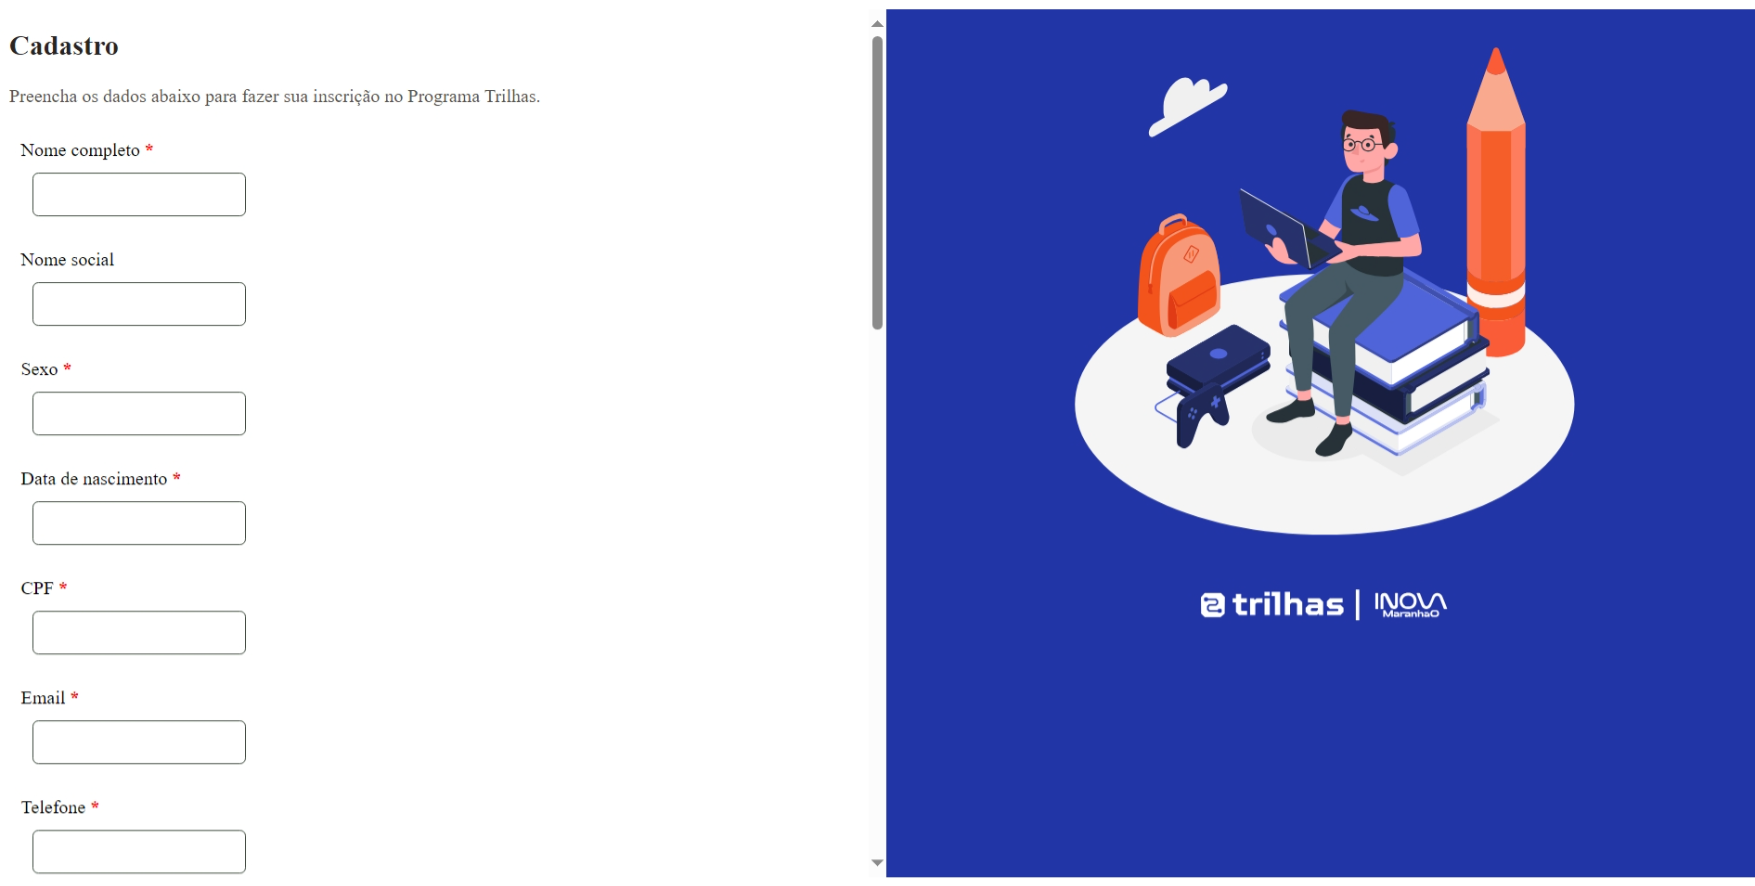 Cadastro
Preencha os dados abaixo para fazer sua inscrição no Programa Trilhas.
Nome completo *
Nome social
Sexo *
Data de nascimento *
CPF *
Email *
Telefone *
trilhas | INOVA
MaranhaO